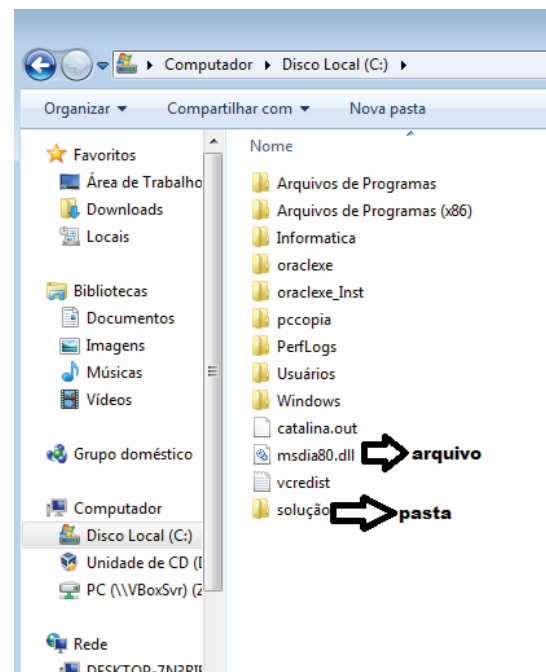 Computador Disco Local (C:)
Organizar Compartilhar com Nova pasta
Favoritos
Área de Trabalho
Downloads
Locais
Bibliotecas
Documentos
Imagens
Músicas
Vídeos
Grupo doméstico
Computador
Disco Local (C:)
Unidade de CD (
PC (\\VBoxSvr) (
Rede
Nome
Arquivos de Programas
Arquivos de Programas (x86)
Informatica
oraclexe
oraclexe_Inst
pccopia
PerfLogs
Usuários
Windows
catalina.out
msdia80.dll arquivo
vcredist
solução pasta